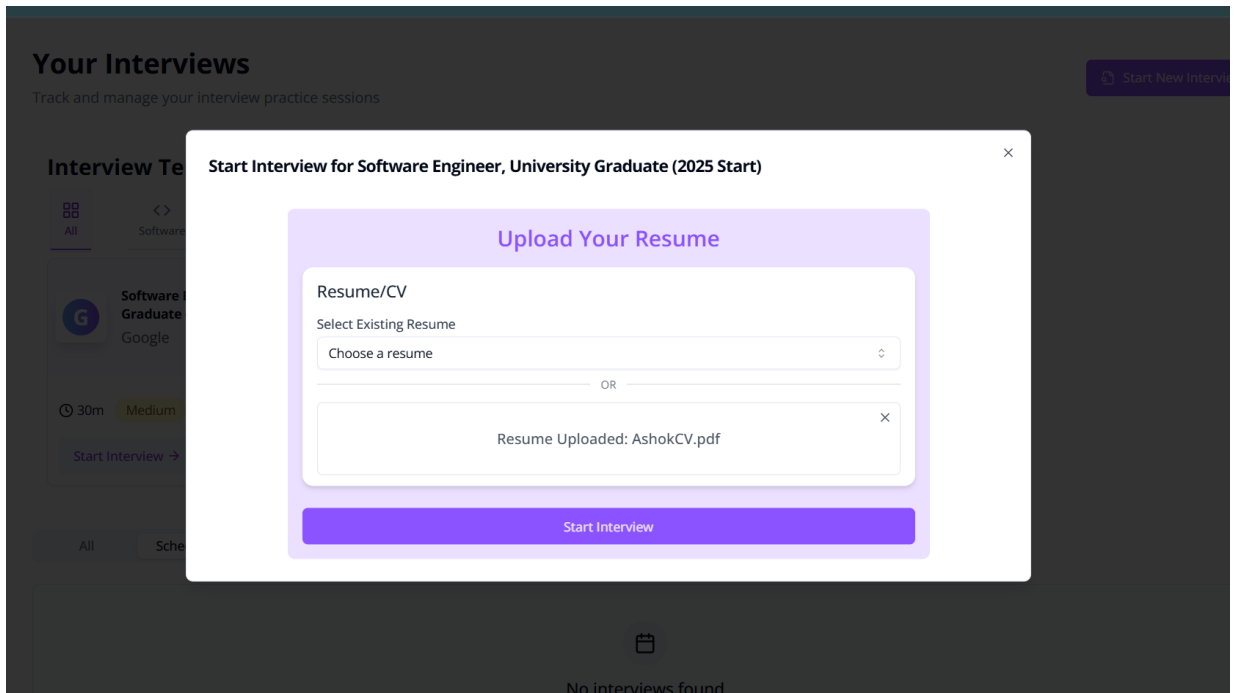 Your Interviews
Track and manage your interview practice sessions
Start New Intervie
Start Interview for Software Engineer, University Graduate (2025 Start)
Interview Te
All
Software
Upload Your Resume
Resume/CV
Select Existing Resume
Choose a resume
OR
Resume Uploaded: AshokCV.pdf
Start Interview
G
Software
Graduate
Google
30m
Medium
Start Interview →
All
Sche
No interviews found